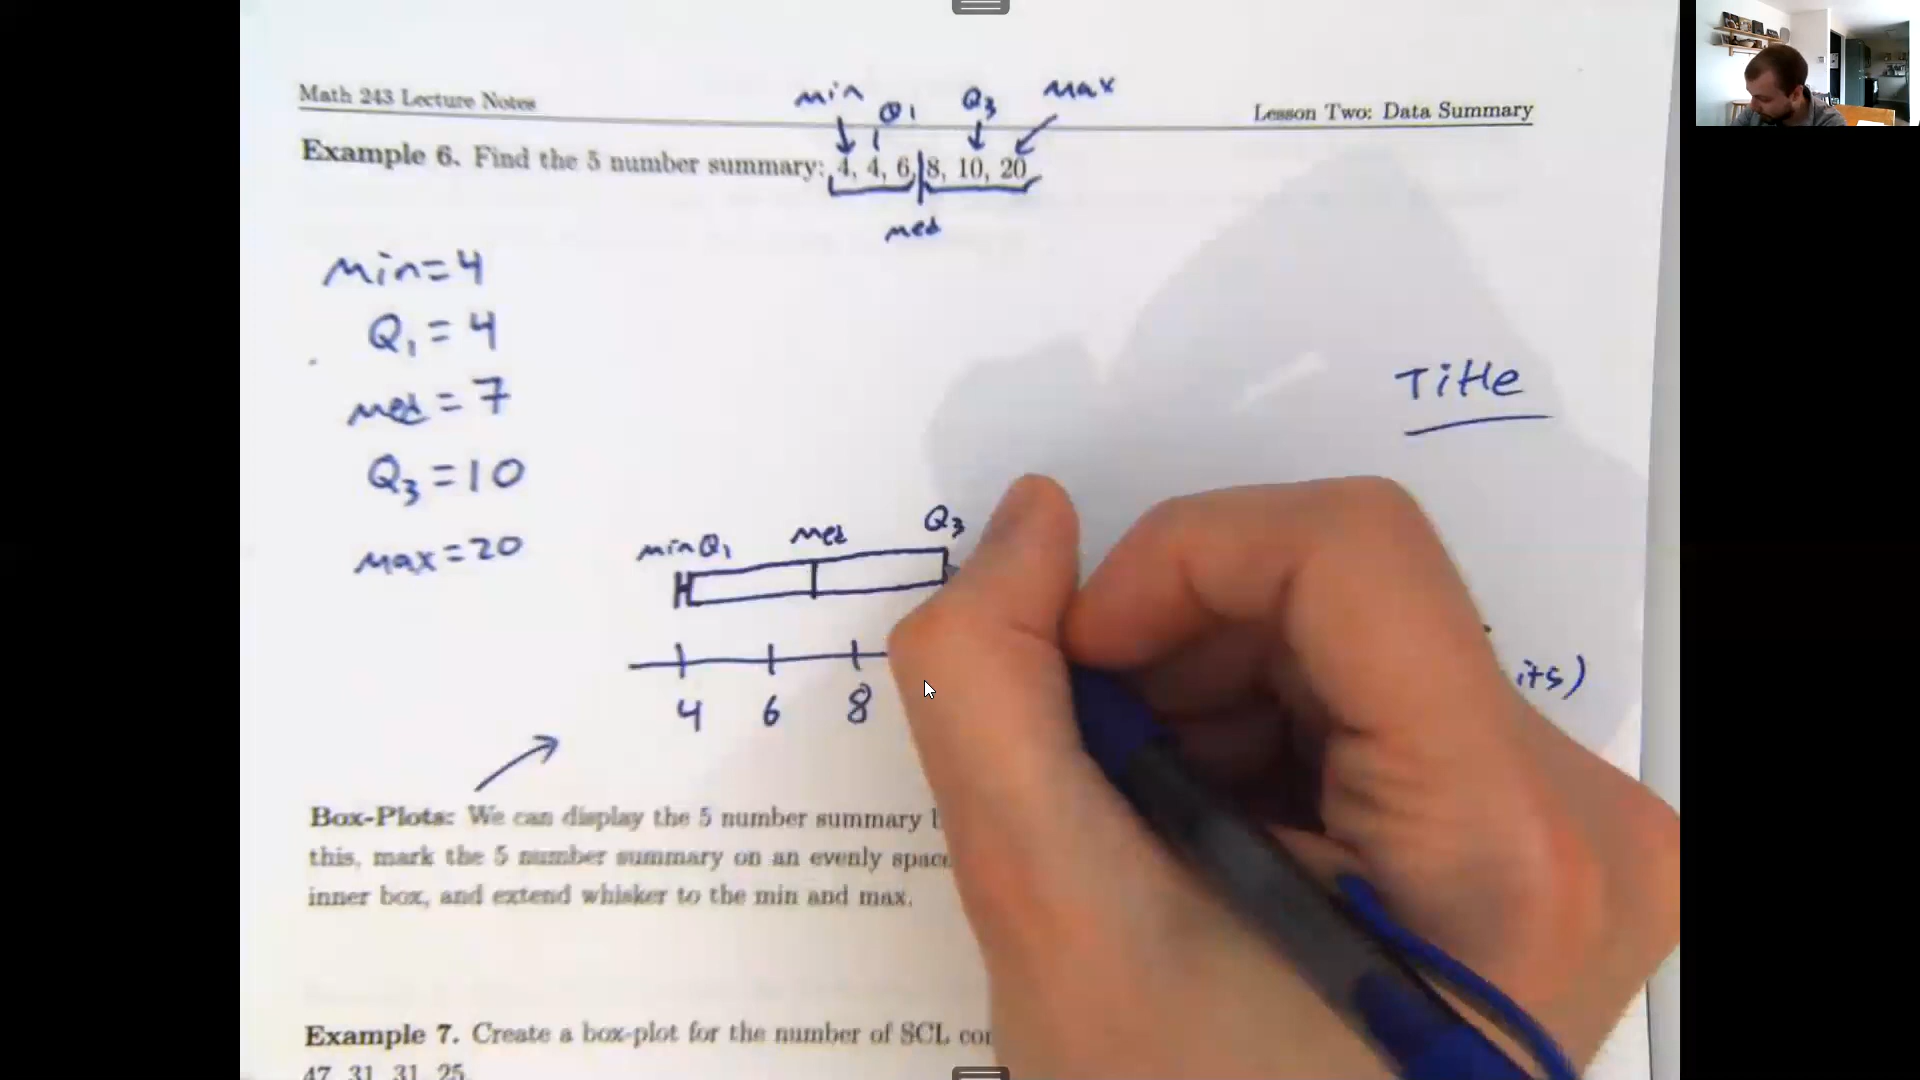 min Q1 Q3 max
Math 243 Lecture Notes
Lesson Two: Data Summary
Example 6. Find the 5 number summary: 4, 4, 6, 8, 10, 20
med
min = 4
Q1 = 4
med = 7
Q3 = 10
max = 20
Title
min Q1 med Q3
its)
4 6 8
Box-Plots: We can display the 5 number summary
this, mark the 5 number summary on an evenly
inner box, and extend whisker to the min and max.
Example 7. Create a box-plot for the number of SCL
47, 31, 31, 25